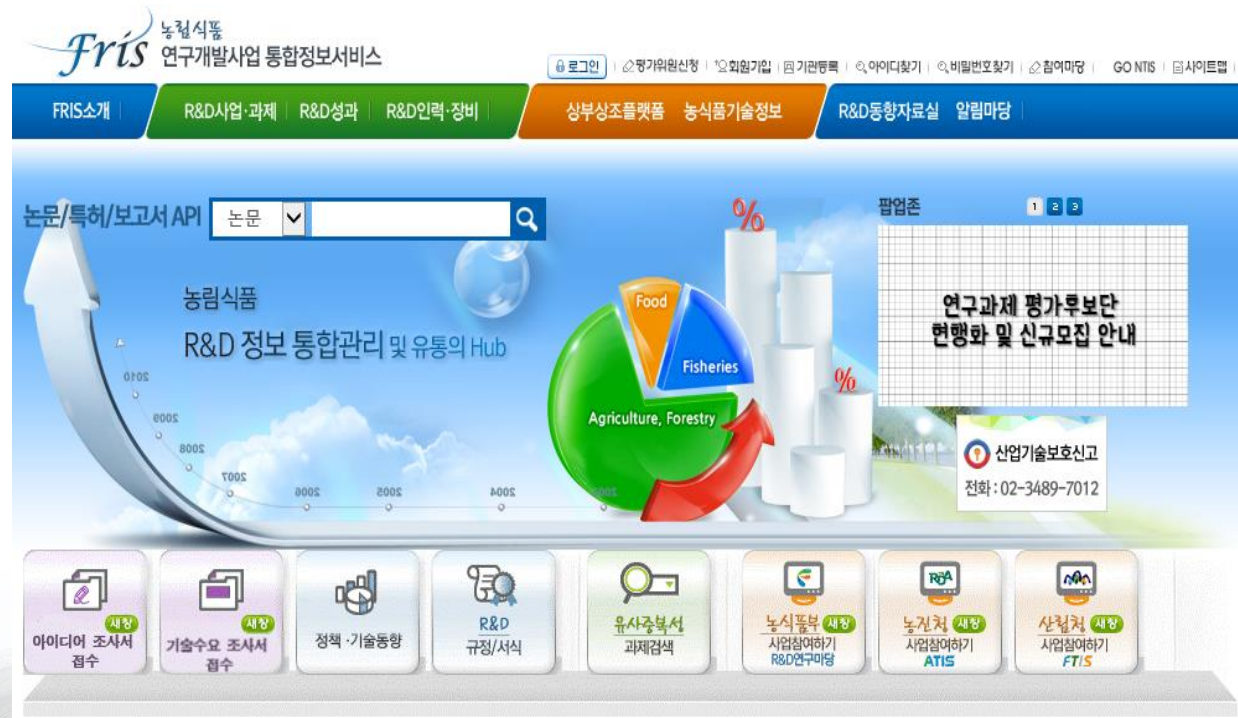 Fris 농림식품
연구개발사업 통합정보서비스
로그인 평가위원신청 회원가입 기관등록 아이디찾기 비밀번호찾기 참여마당 GO NTIS 사이트맵
FRIS소개 R&D사업·과제 R&D성과 R&D인력·장비 상부상조플랫폼 농식품기술정보 R&D동향자료실 알림마당
논문/특허/보고서 API 논문
팝업존 1 2 3
%
농림식품
R&D 정보 통합관리 및 유통의 Hub
Food
Fisheries
Agriculture, Forestry
%
연구과제 평가후보단
현행화 및 신규모집 안내
산업기술보호신고
전화 : 02-3489-7012
2010
2009
2008
2007
2006 2005 2004
아이디어 조사서 새창
접수
기술수요 조사서 새창
접수
정책·기술동향
R&D
규정/서식
유사중복성
과제검색
농식품부 새창
사업참여하기
R&D연구마당
RDA
농진청 새창
사업참여하기
ATIS
산림청 새창
사업참여하기
FTIS